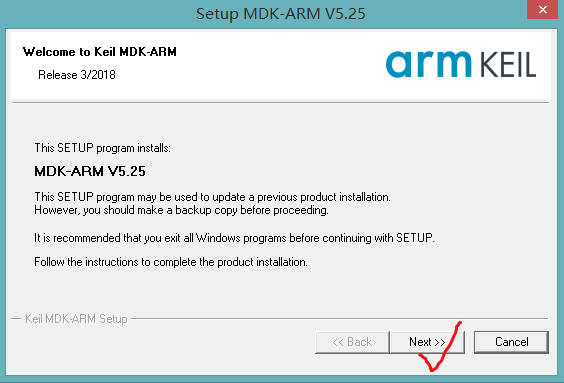 Setup MDK-ARM V5.25
Welcome to Keil MDK-ARM
Release 3/2018
arm KEIL
This SETUP program installs:
MDK-ARM V5.25
This SETUP program may be used to update a previous product installation.
However, you should make a backup copy before proceeding.
It is recommended that you exit all Windows programs before continuing with SETUP.
Follow the instructions to complete the product installation.
Keil MDK-ARM Setup
<< Back
Next >>
Cancel